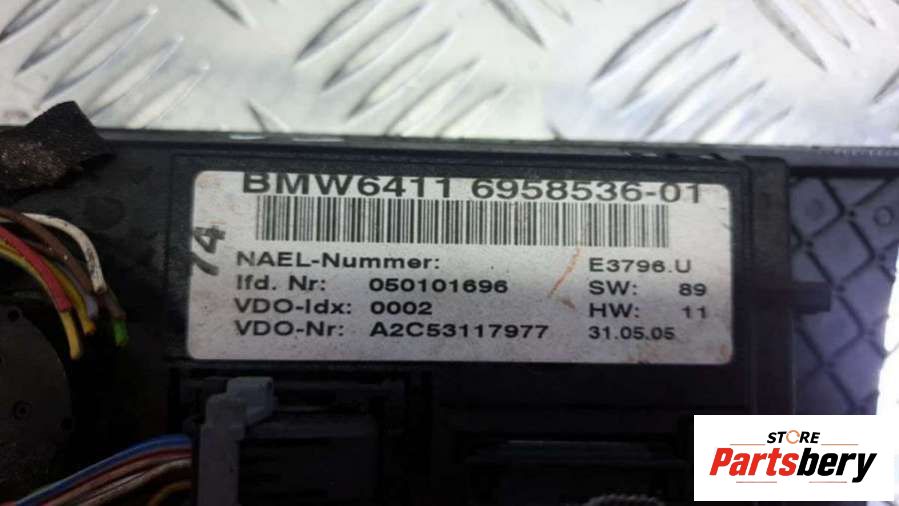 BMW6411 6958536-01
74
NAEL-Nummer: E3796.U
lfd. Nr: 050101696 SW: 89
VDO-Idx: 0002 HW: 11
VDO-Nr: A2C53117977 31.05.05
STORE
Partsbery